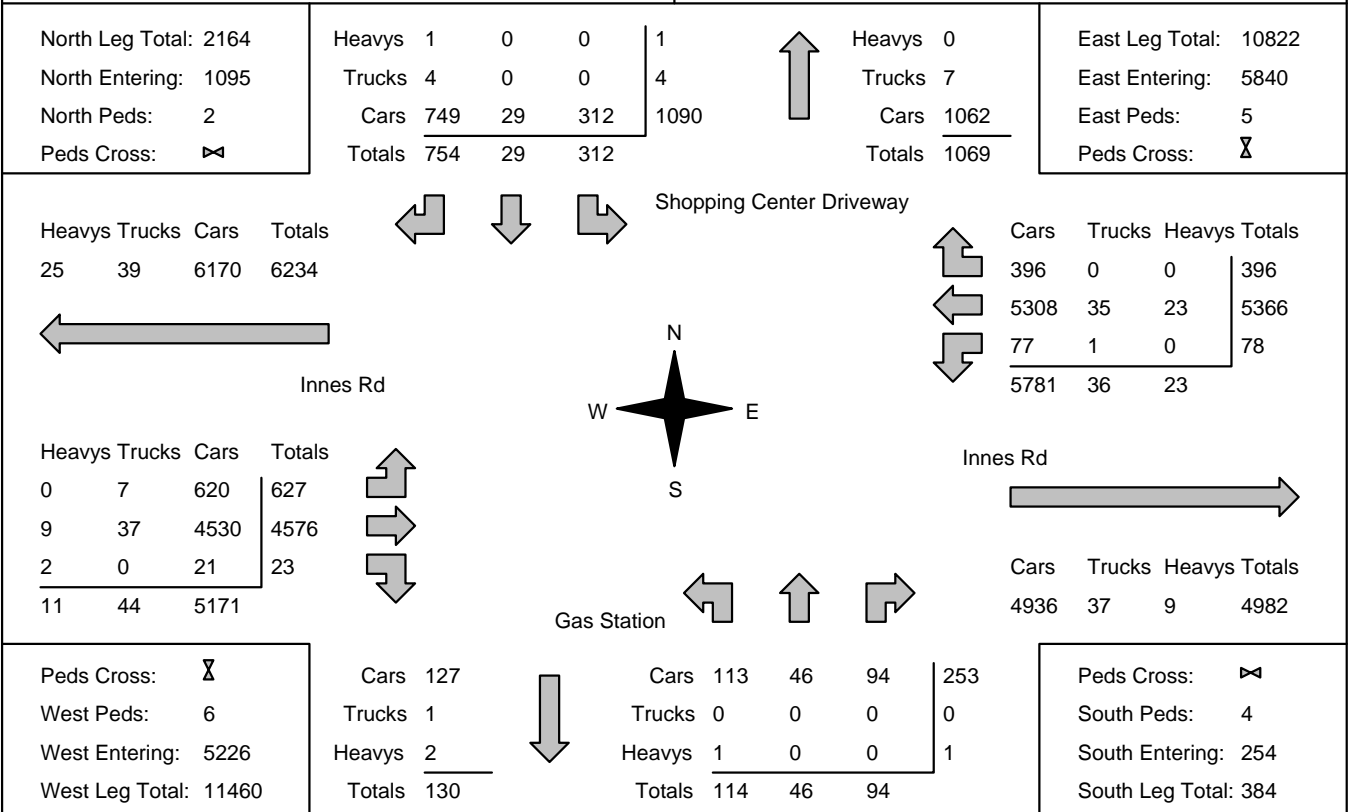 North Leg Total: 2164
North Entering: 1095
North Peds: 2
Peds Cross:
Heavys 1 0 0 1
Trucks 4 0 0 4
Cars 749 29 312 1090
Totals 754 29 312
Heavys 0
Trucks 7
Cars 1062
Totals 1069
East Leg Total: 10822
East Entering: 5840
East Peds: 5
Peds Cross:
Shopping Center Driveway
Heavys Trucks Cars Totals
25 39 6170 6234
Cars Trucks Heavys Totals
396 0 0 396
5308 35 23 5366
77 1 0 78
5781 36 23
Innes Rd
N
W E
S
Heavys Trucks Cars Totals
0 7 620 627
9 37 4530 4576
2 0 21 23
11 44 5171
Innes Rd
Cars Trucks Heavys Totals
4936 37 9 4982
Gas Station
Peds Cross:
West Peds: 6
West Entering: 5226
West Leg Total: 11460
Cars 127
Trucks 1
Heavys 2
Totals 130
Cars 113 46 94 253
Trucks 0 0 0 0
Heavys 1 0 0 1
Totals 114 46 94
Peds Cross:
South Peds: 4
South Entering: 254
South Leg Total: 384